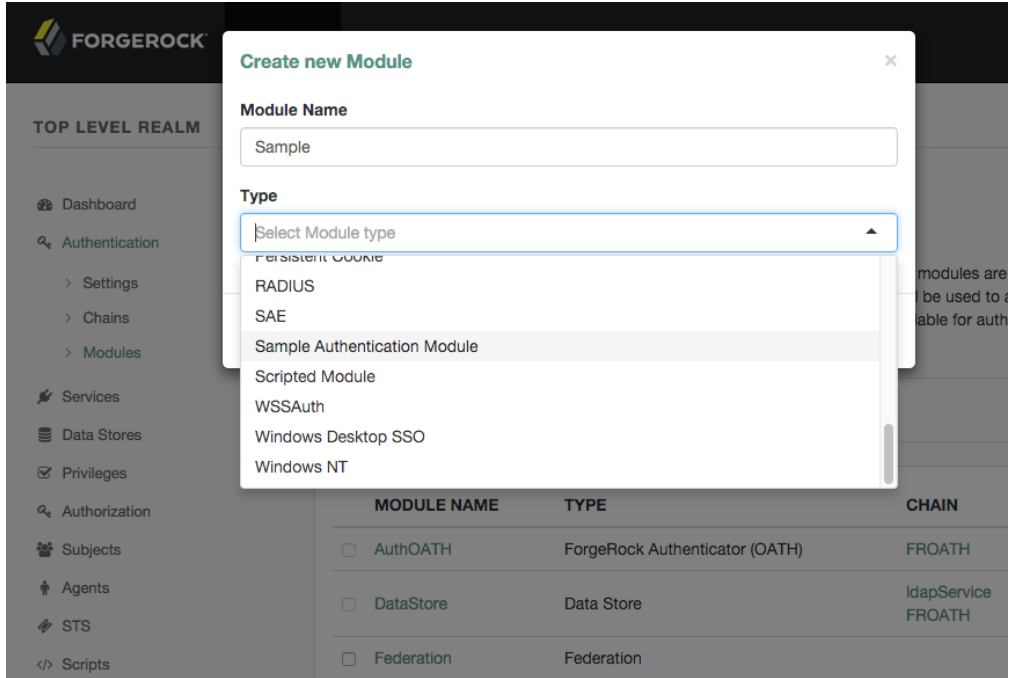 FORGEROCK
Create new Module
×
Module Name
TOP LEVEL REALM
Sample
Type
Dashboard
Select Module type
Authentication
Persistent Cookie
modules are
> Settings
RADIUS
l be used to a
> Chains
SAE
lable for auth
> Modules
Sample Authentication Module
Scripted Module
Services
WSSAuth
Data Stores
Windows Desktop SSO
Privileges
Windows NT
Authorization
MODULE NAME TYPE CHAIN
Subjects
AuthOATH ForgeRock Authenticator (OATH) FROATH
Agents
DataStore Data Store ldapService
FROATH
STS
Scripts
Federation Federation